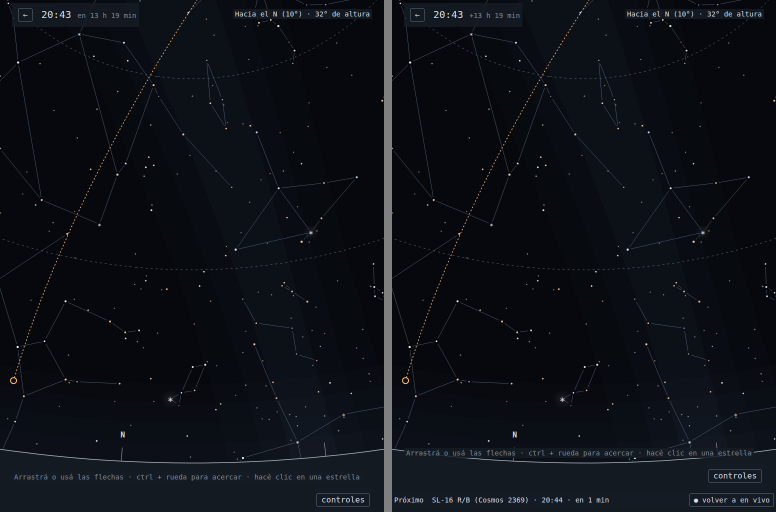 ← 20:43 en 13 h 19 min
Hacia el N (10°) · 32° de altura
N
Arrastrá o usá las flechas · ctrl + rueda para acercar · hacé clic en una estrella
controles
← 20:43 +13 h 19 min
Hacia el N (10°) · 32° de altura
N
Arrastrá o usá las flechas · ctrl + rueda para acercar · hacé clic en una estrella
controles
Próximo SL-16 R/B (Cosmos 2369) · 20:44 · en 1 min
● volver a en vivo